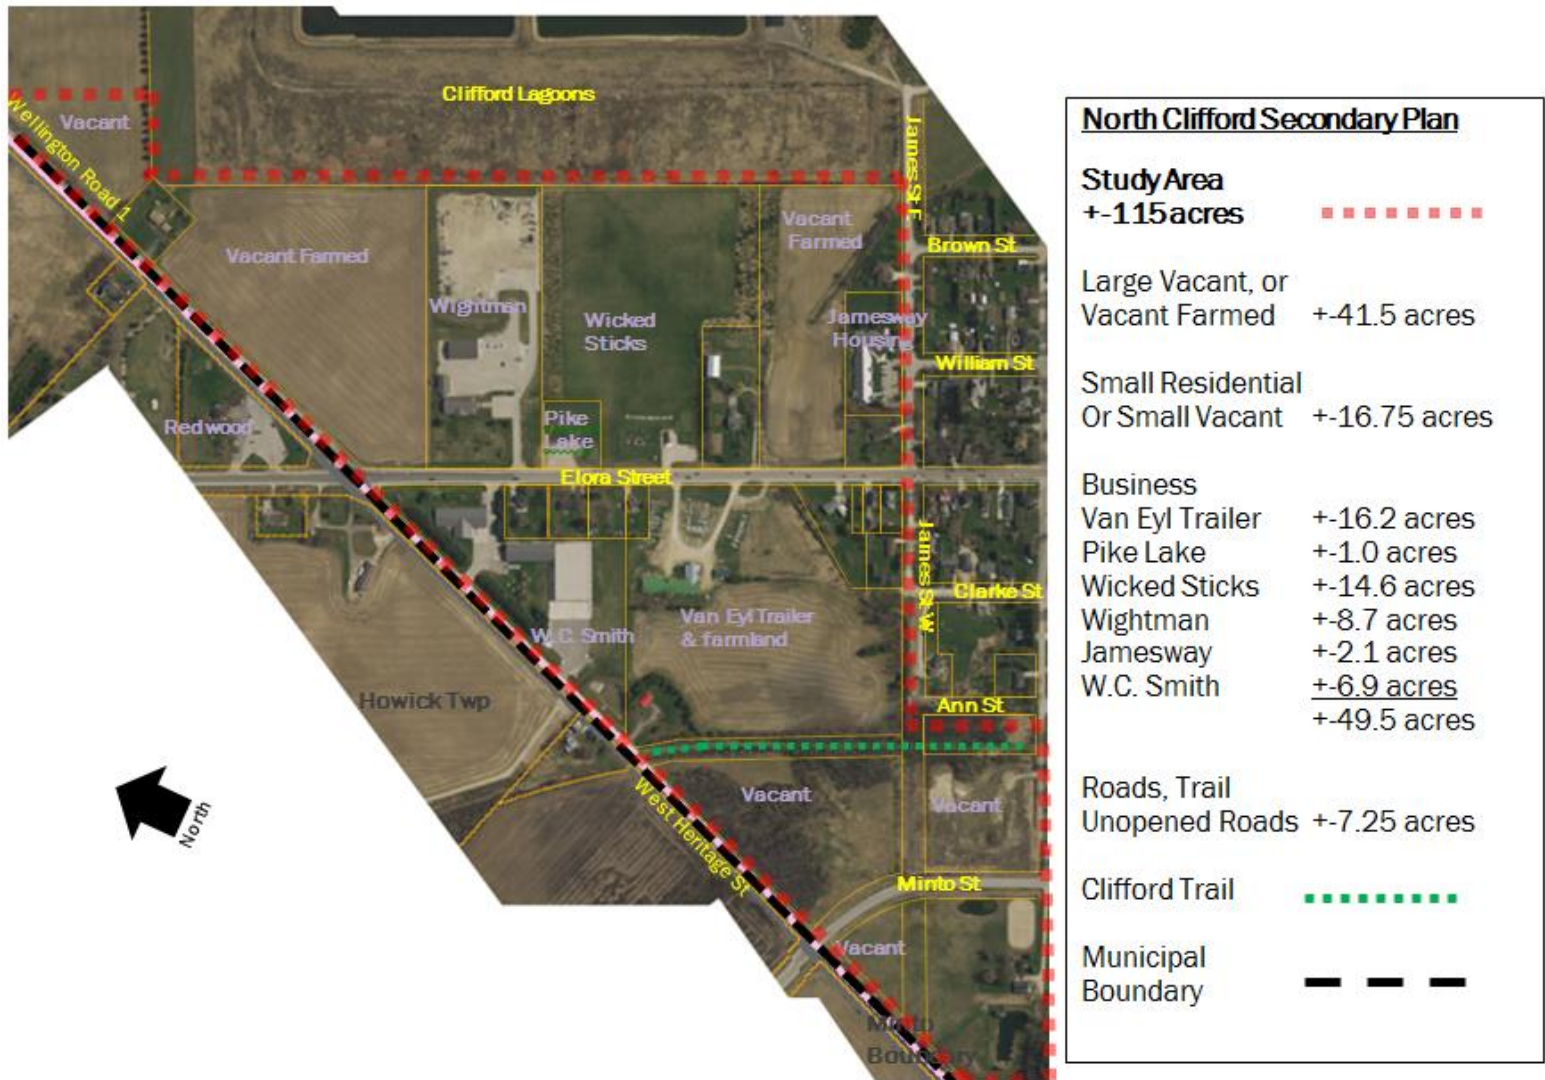 Clifford Lagoons
Vacant
Wellington Road 1
James St E
Vacant
Farmed
Brown St
Vacant Farmed
Wightman
Wicked
Sticks
Jamesway
Housing
William St
Redwood
Pike
Lake
Elora Street
James St W
Clarke St
Van Eyl Trailer
& farmland
W.C. Smith
Howick Twp
Ann St
Vacant
Vacant
West Heritage St
North
Minto St
Vacant
Minto
Boundary
North Clifford Secondary Plan
Study Area
+-115 acres
Large Vacant, or
Vacant Farmed +-41.5 acres
Small Residential
Or Small Vacant +-16.75 acres
Business
Van Eyl Trailer +-16.2 acres
Pike Lake +-1.0 acres
Wicked Sticks +-14.6 acres
Wightman +-8.7 acres
Jamesway +-2.1 acres
W.C. Smith +-6.9 acres
+-49.5 acres
Roads, Trail
Unopened Roads +-7.25 acres
Clifford Trail
Municipal
Boundary